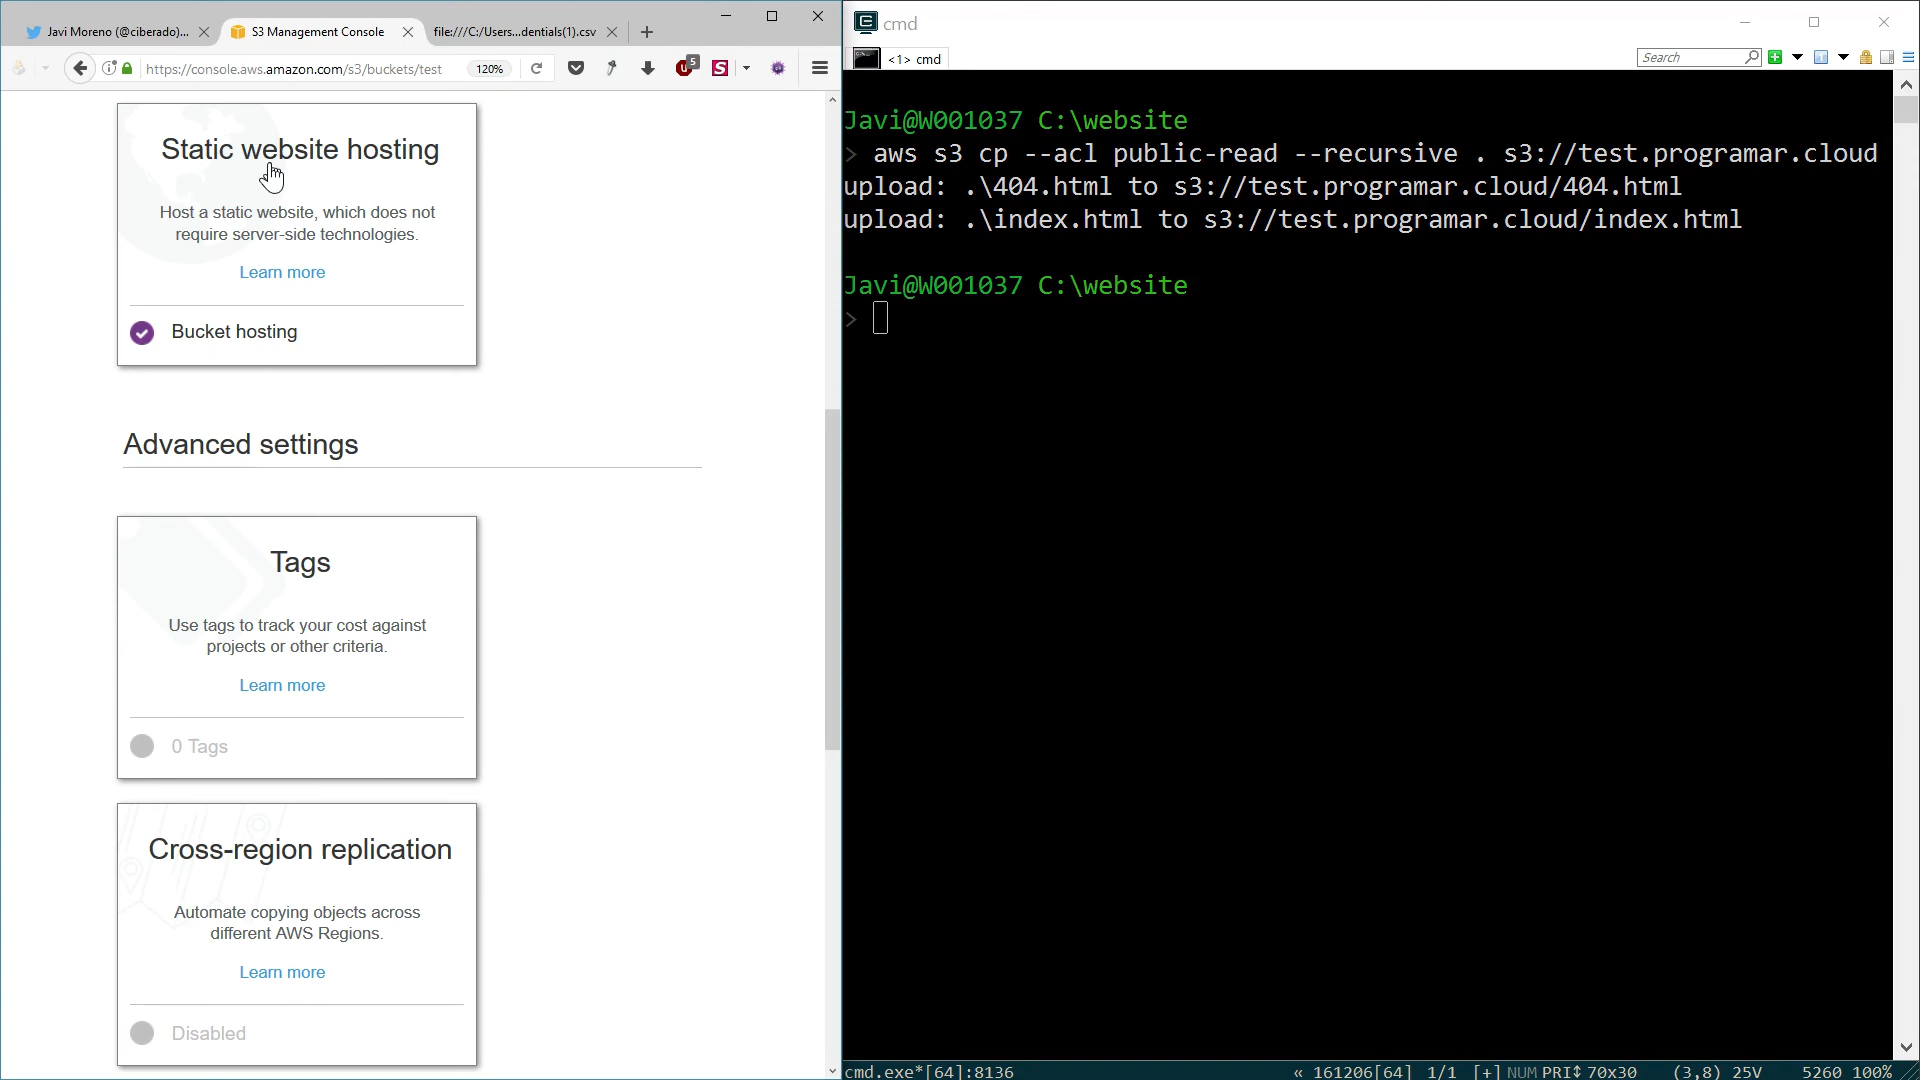 Javi Moreno (@ciberado)...
S3 Management Console
file:///C:/Users...dentials(1).csv
https://console.aws.amazon.com/s3/buckets/test
120%
5
Static website hosting
Host a static website, which does not
require server-side technologies.
Learn more
Bucket hosting
Advanced settings
Tags
Use tags to track your cost against
projects or other criteria.
Learn more
0 Tags
Cross-region replication
Automate copying objects across
different AWS Regions.
Learn more
Disabled
cmd
<1> cmd
Search
Javi@W001037 C:\website
> aws s3 cp --acl public-read --recursive . s3://test.programar.cloud
upload: .\404.html to s3://test.programar.cloud/404.html
upload: .\index.html to s3://test.programar.cloud/index.html
Javi@W001037 C:\website
>
cmd.exe*[64]:8136
« 161206[64] 1/1 [+] NUM PRI↕ 70x30 (3,8) 25V 5260 100%